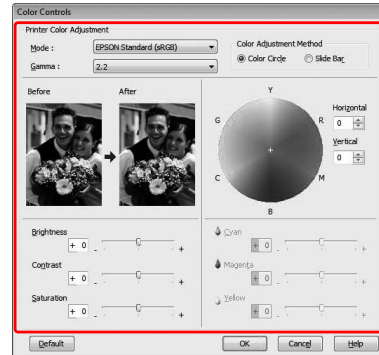 Color Controls
Printer Color Adjustment
Mode :
EPSON Standard (sRGB)
Gamma :
2.2
Color Adjustment Method
Color Circle
Slide Bar
Before
After
Y
G
R
C
M
B
Horizontal
0
Vertical
0
Brightness
+ 0
- +
Contrast
+ 0
- +
Saturation
+ 0
- +
Cyan
+ 0
- +
Magenta
+ 0
- +
Yellow
+ 0
- +
Default
OK
Cancel
Help